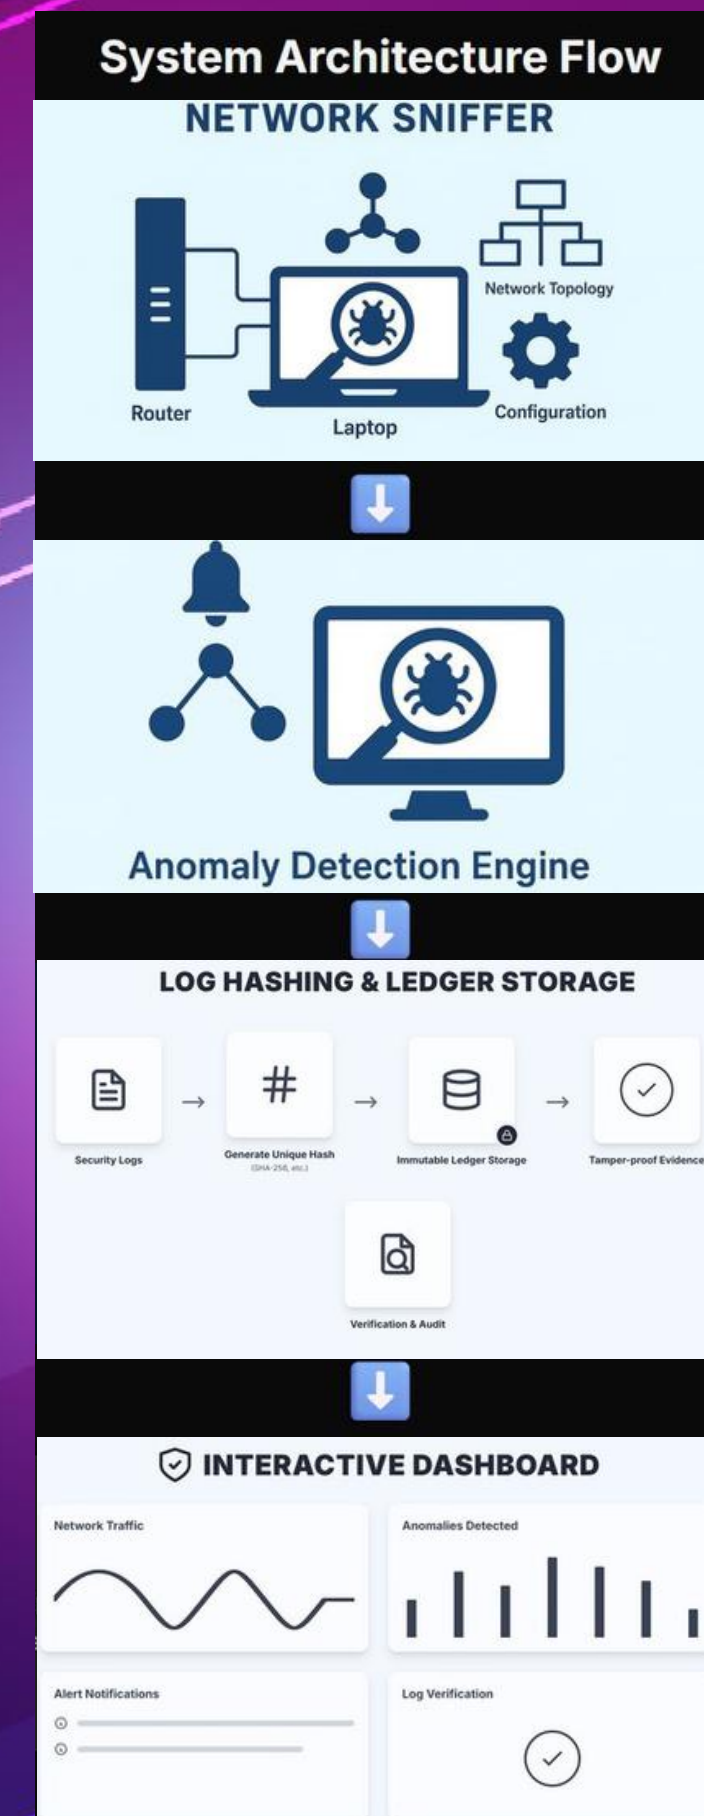 System Architecture Flow
NETWORK SNIFFER
Network Topology
Router
Laptop
Configuration
Anomaly Detection Engine
LOG HASHING & LEDGER STORAGE
Security Logs
Generate Unique Hash
(SHA-256, etc.)
Immutable Ledger Storage
Tamper-proof Evidence
Verification & Audit
INTERACTIVE DASHBOARD
Network Traffic
Anomalies Detected
Alert Notifications
Log Verification